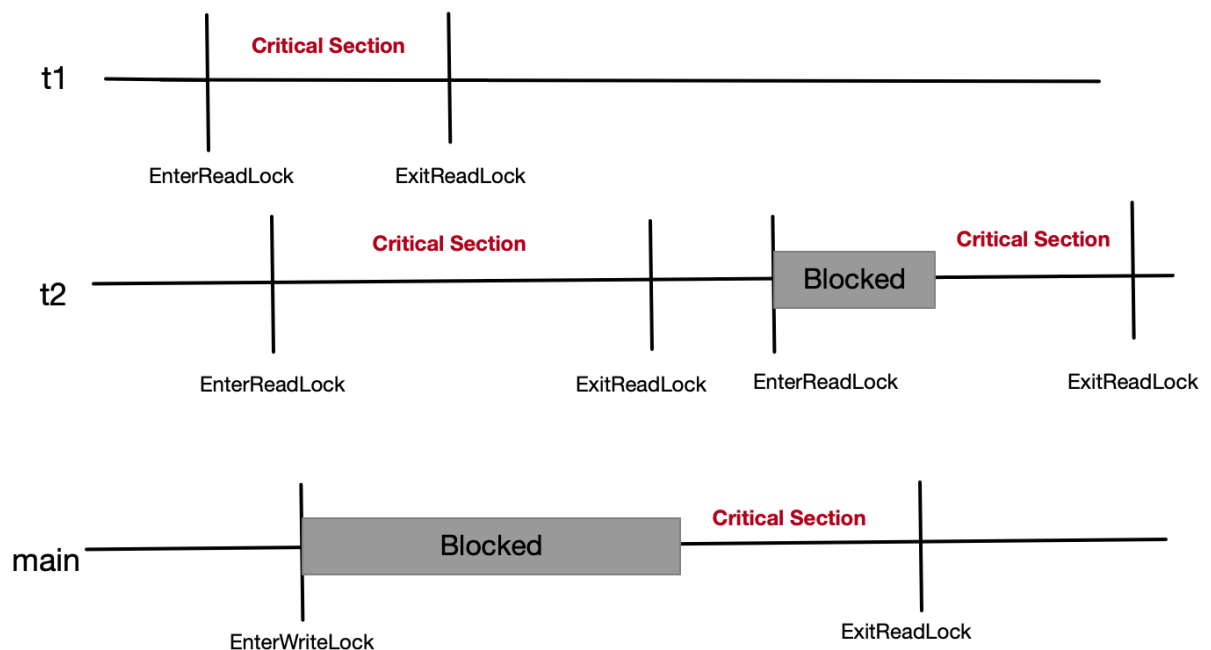 Critical Section
t1
EnterReadLock
ExitReadLock
Critical Section
Critical Section
Blocked
t2
EnterReadLock
ExitReadLock
EnterReadLock
ExitReadLock
Critical Section
Blocked
main
EnterWriteLock
ExitReadLock